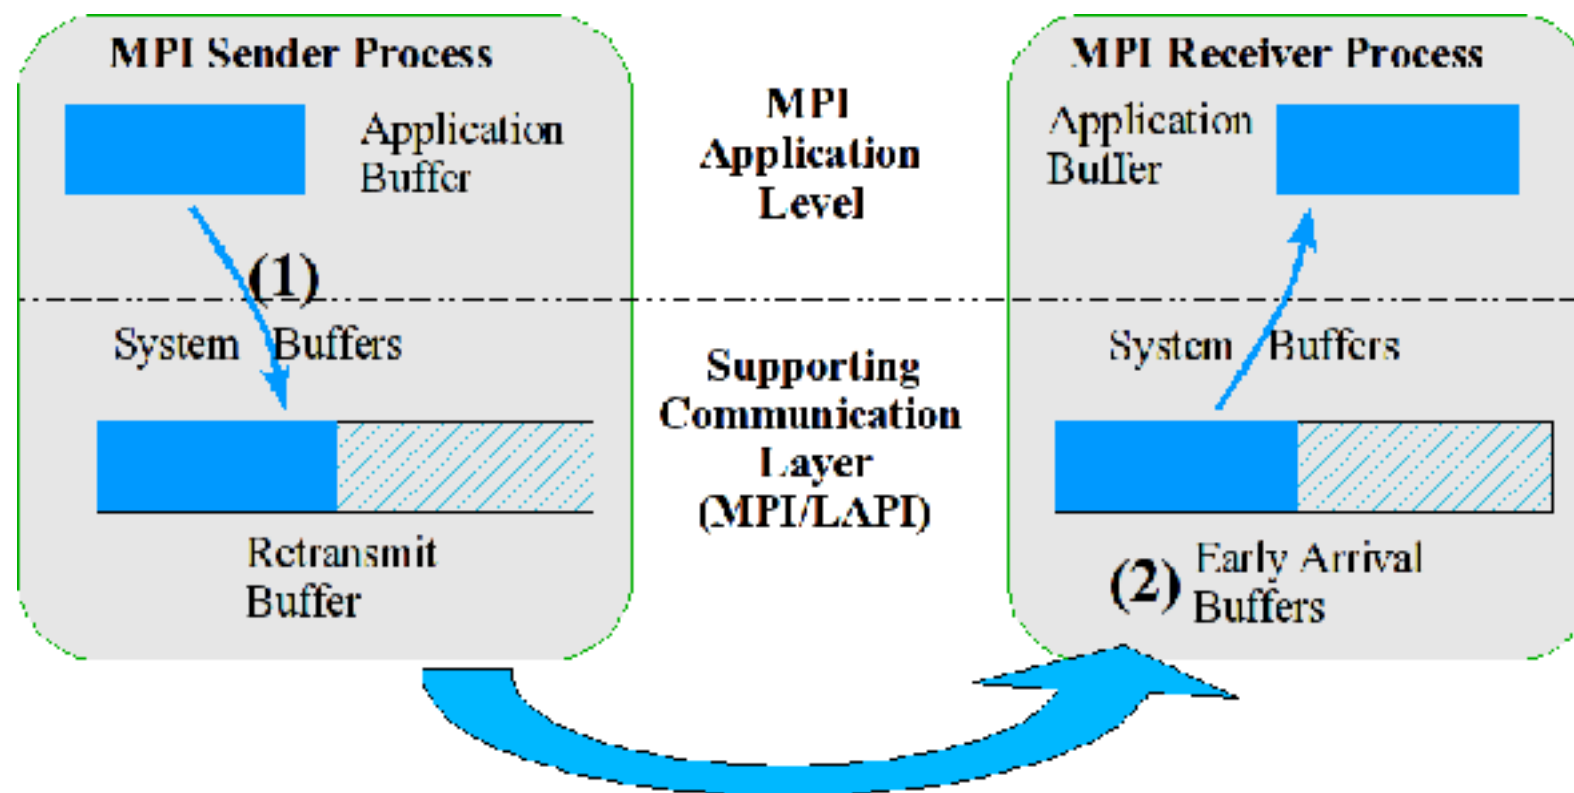 MPI Sender Process
Application
Buffer
(1)
System Buffers
Retransmit
Buffer
MPI
Application
Level
Supporting
Communication
Layer
(MPI/LAPI)
MPI Receiver Process
Application
Buffer
System Buffers
(2)
Early Arrival
Buffers